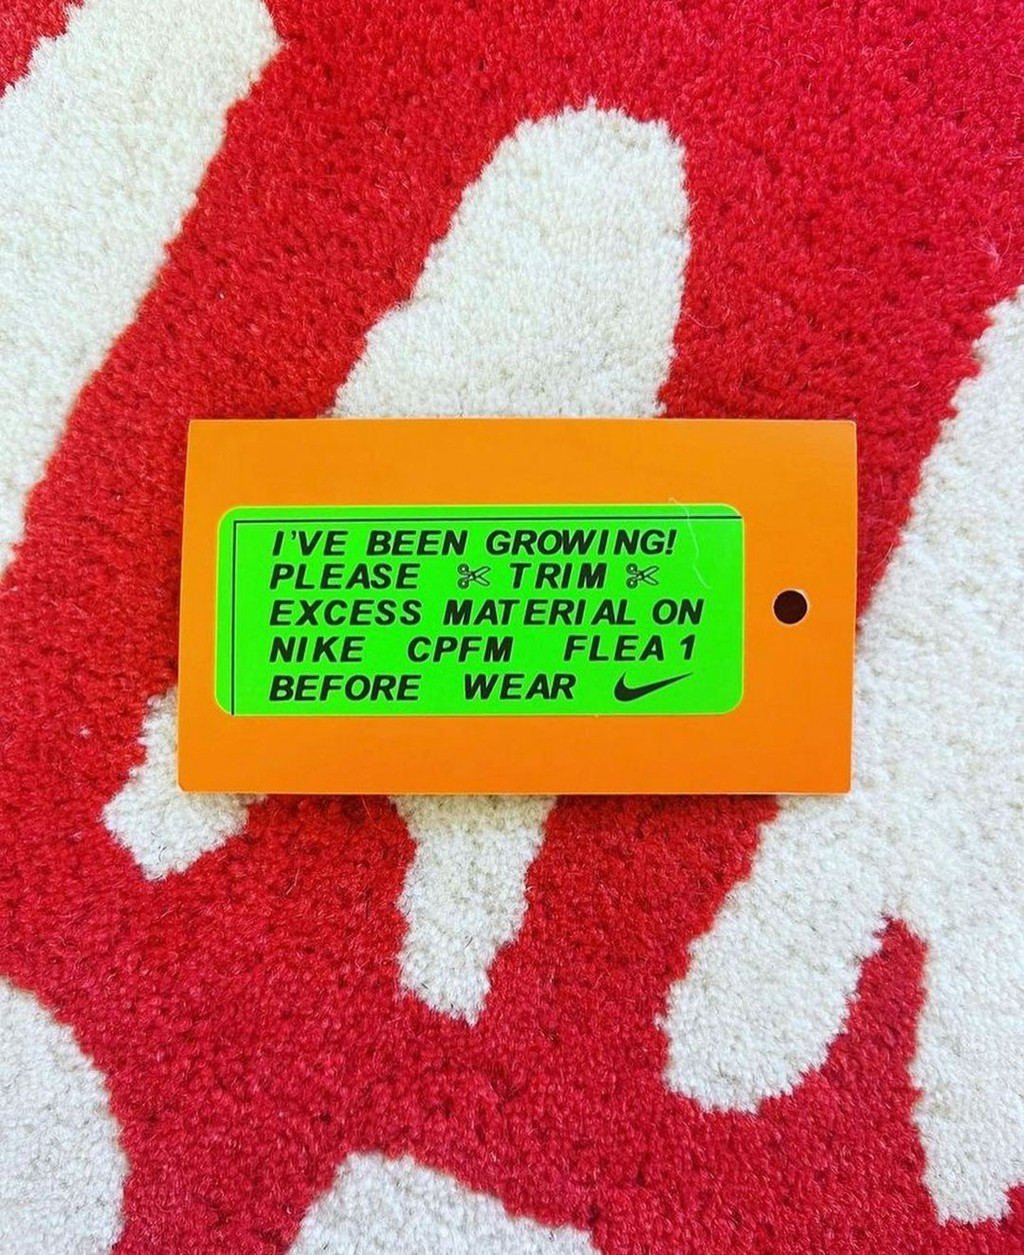 I'VE BEEN GROWING!
PLEASE ✂ TRIM ✂
EXCESS MATERIAL ON
NIKE CPFM FLEA 1
BEFORE WEAR